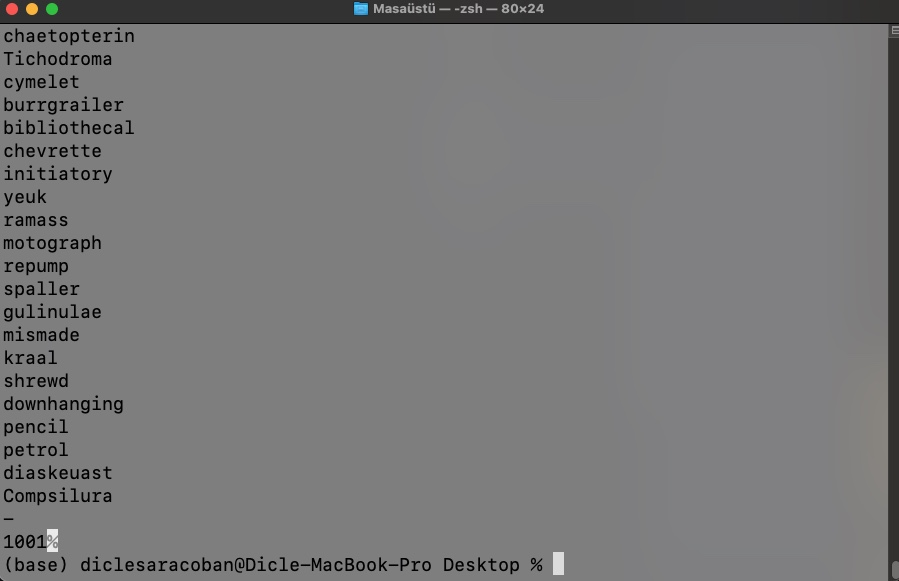 Masaüstü — -zsh — 80×24
chaetopterin
Tichodroma
cymelet
burrgrailer
bibliothecal
chevrette
initiatory
yeuk
ramass
motograph
repump
spaller
gulinulae
mismade
kraal
shrewd
downhanging
pencil
petrol
diaskeuast
Compsilura
-
1001%
(base) diclesaracoban@Dicle-MacBook-Pro Desktop %